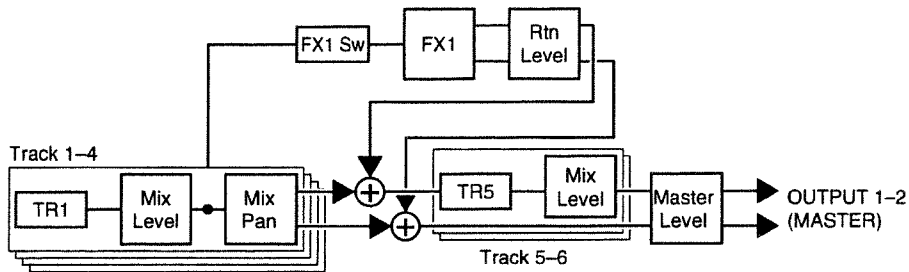 FX1 Sw
FX1
Rtn
Level
Track 1–4
TR1
Mix
Level
Mix
Pan
TR5
Mix
Level
Master
Level
OUTPUT 1–2
(MASTER)
Track 5–6